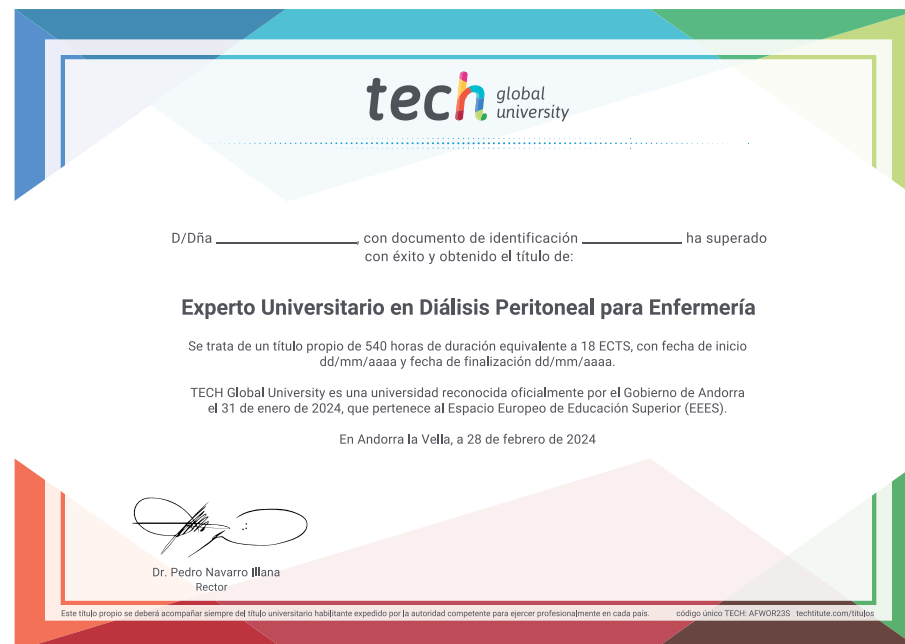 tech global university
D/Dña ____________________, con documento de identificación ______________ ha superado
con éxito y obtenido el título de:
Experto Universitario en Diálisis Peritoneal para Enfermería
Se trata de un título propio de 540 horas de duración equivalente a 18 ECTS, con fecha de inicio
dd/mm/aaaa y fecha de finalización dd/mm/aaaa.
TECH Global University es una universidad reconocida oficialmente por el Gobierno de Andorra
el 31 de enero de 2024, que pertenece al Espacio Europeo de Educación Superior (EEES).
En Andorra la Vella, a 28 de febrero de 2024
Dr. Pedro Navarro Illana
Rector
Este título propio se deberá acompañar siempre del título universitario habilitante expedido por la autoridad competente para ejercer profesionalmente en cada país. código único TECH: AFWOR23S techtitute.com/titulos